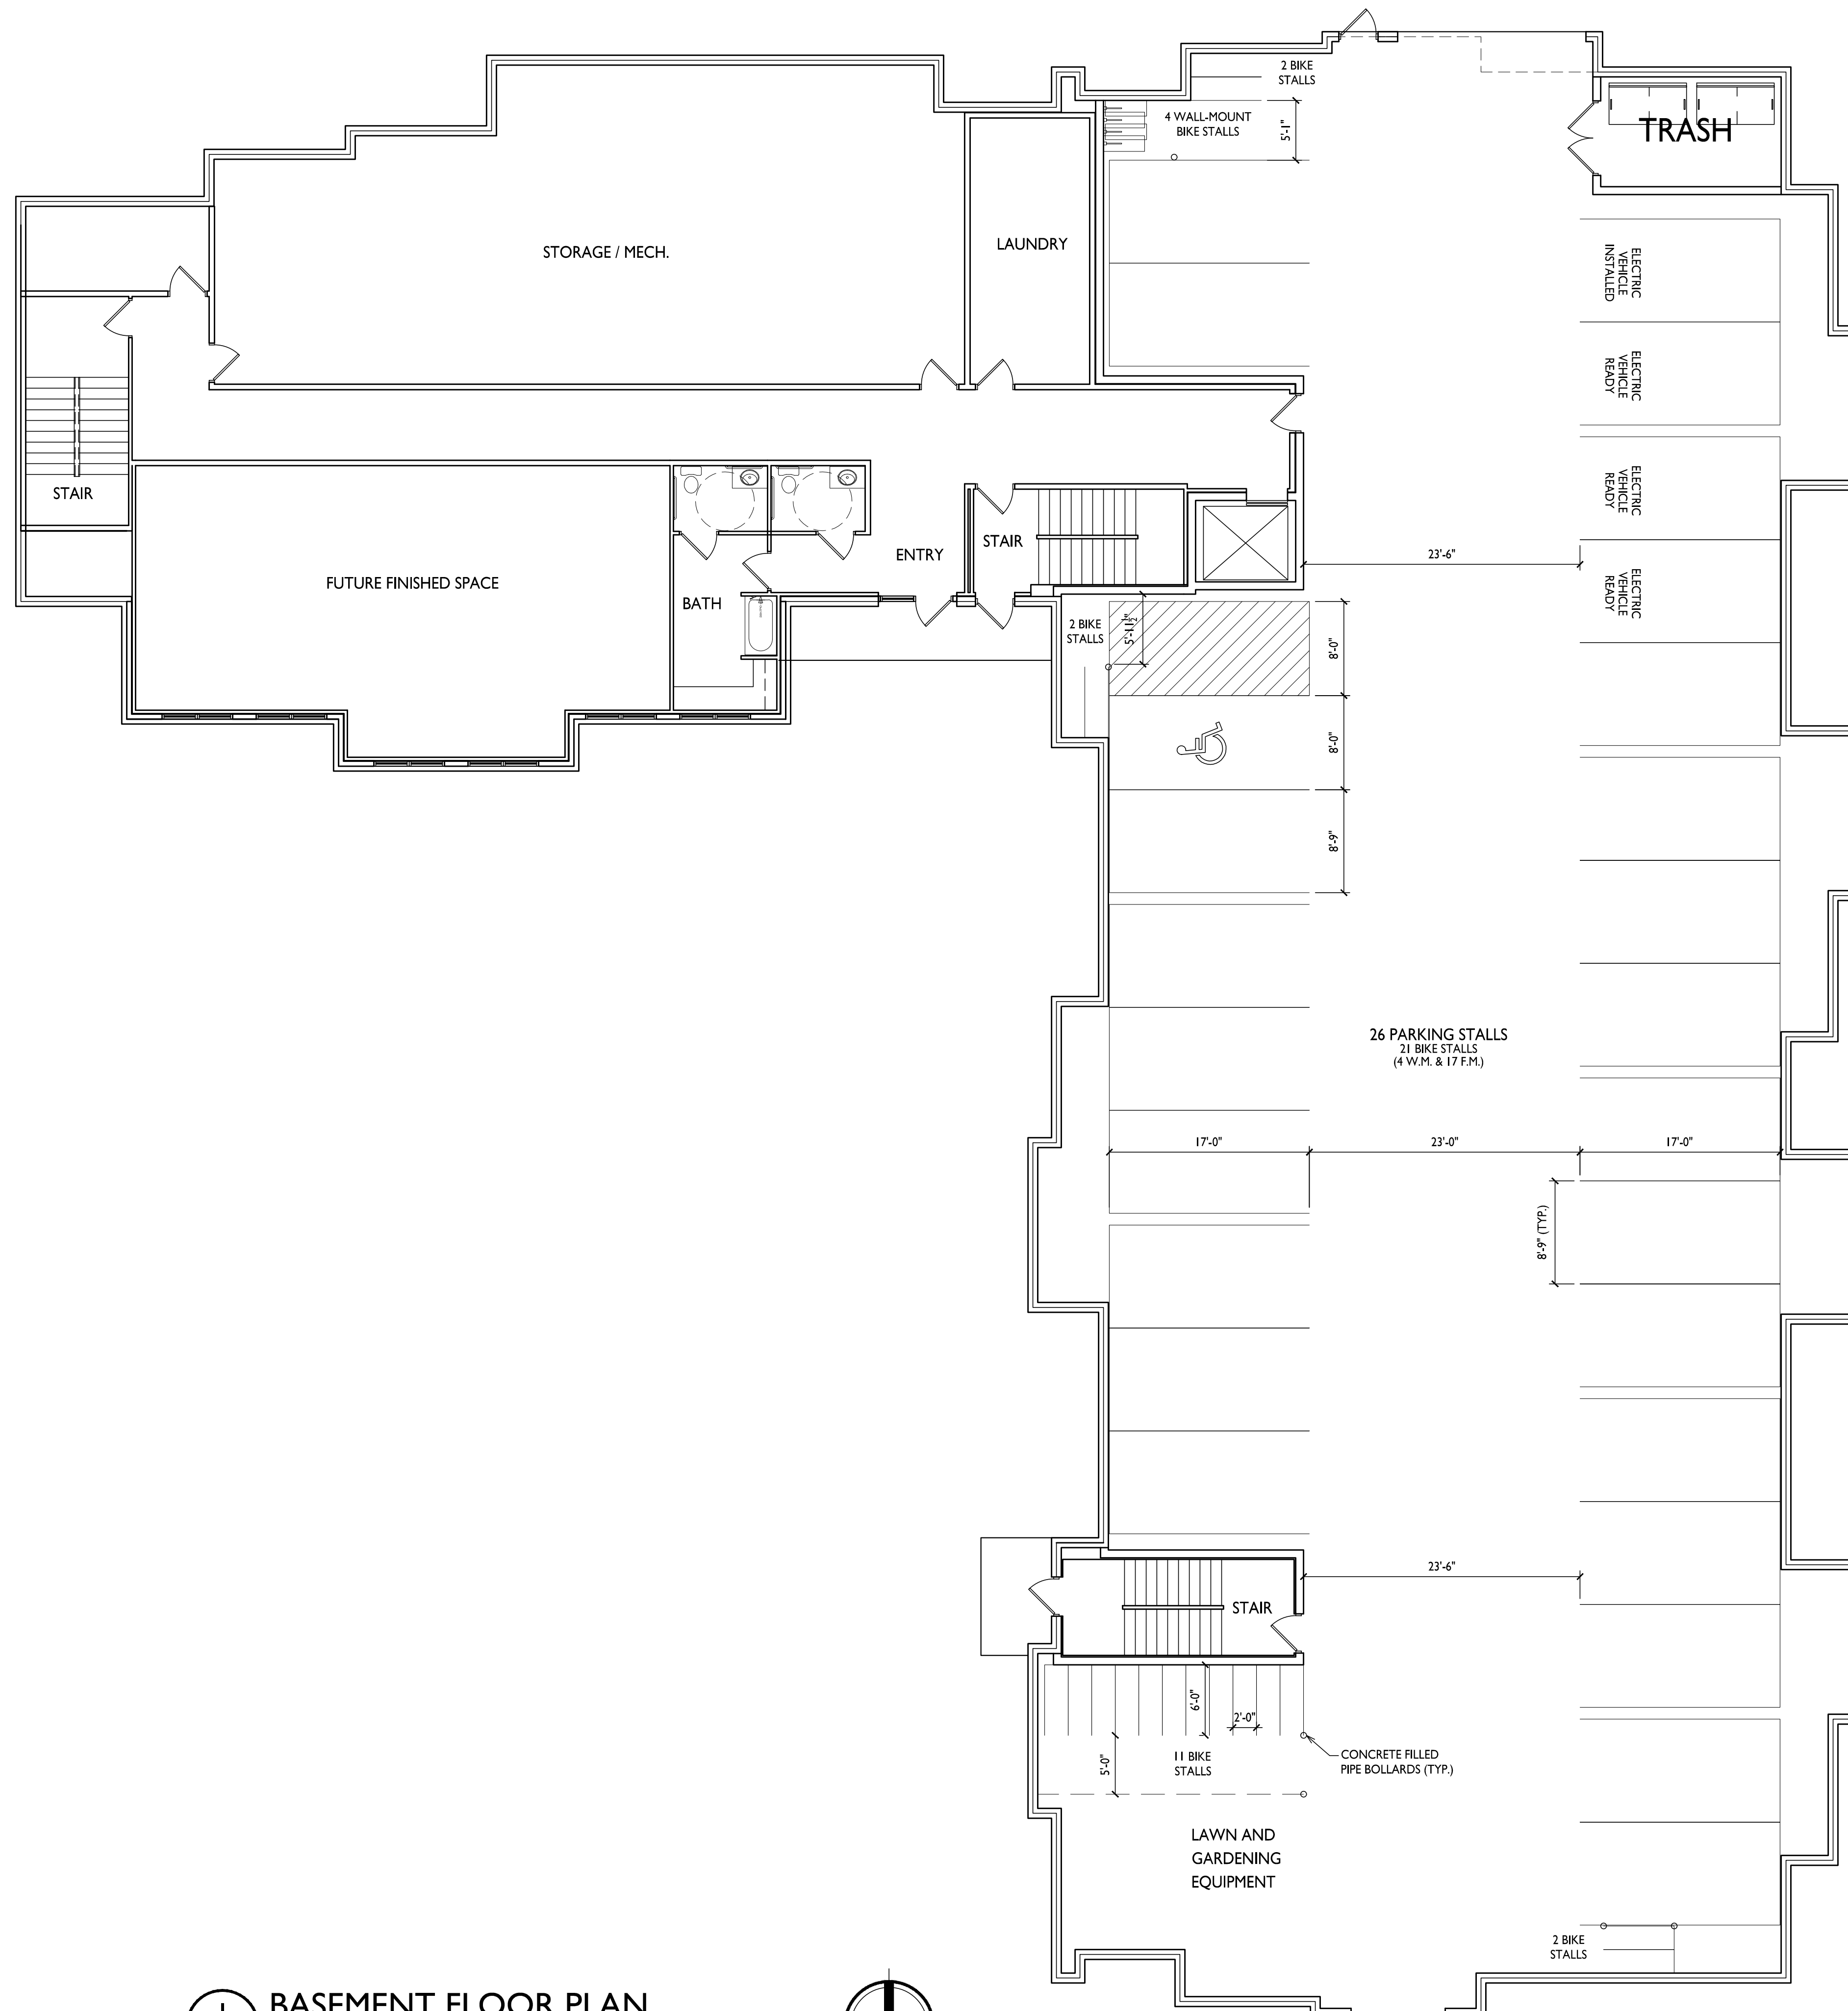 2 BIKE
STALLS
4 WALL-MOUNT
BIKE STALLS
5'-1"
TRASH
STORAGE / MECH.
LAUNDRY
ELECTRIC
VEHICLE
INSTALLED
ELECTRIC
VEHICLE
READY
ELECTRIC
VEHICLE
READY
ELECTRIC
VEHICLE
READY
STAIR
FUTURE FINISHED SPACE
BATH
ENTRY
STAIR
23'-6"
2 BIKE
STALLS
5'-11 1/2"
8'-0"
8'-0"
8'-9"
26 PARKING STALLS
21 BIKE STALLS
(4 W.M. & 17 F.M.)
17'-0"
23'-0"
17'-0"
8'-9" (TYP.)
23'-6"
STAIR
6'-0"
2'-0"
5'-0"
11 BIKE
STALLS
CONCRETE FILLED
PIPE BOLLARDS (TYP.)
LAWN AND
GARDENING
EQUIPMENT
2 BIKE
STALLS
BASEMENT FLOOR PLAN